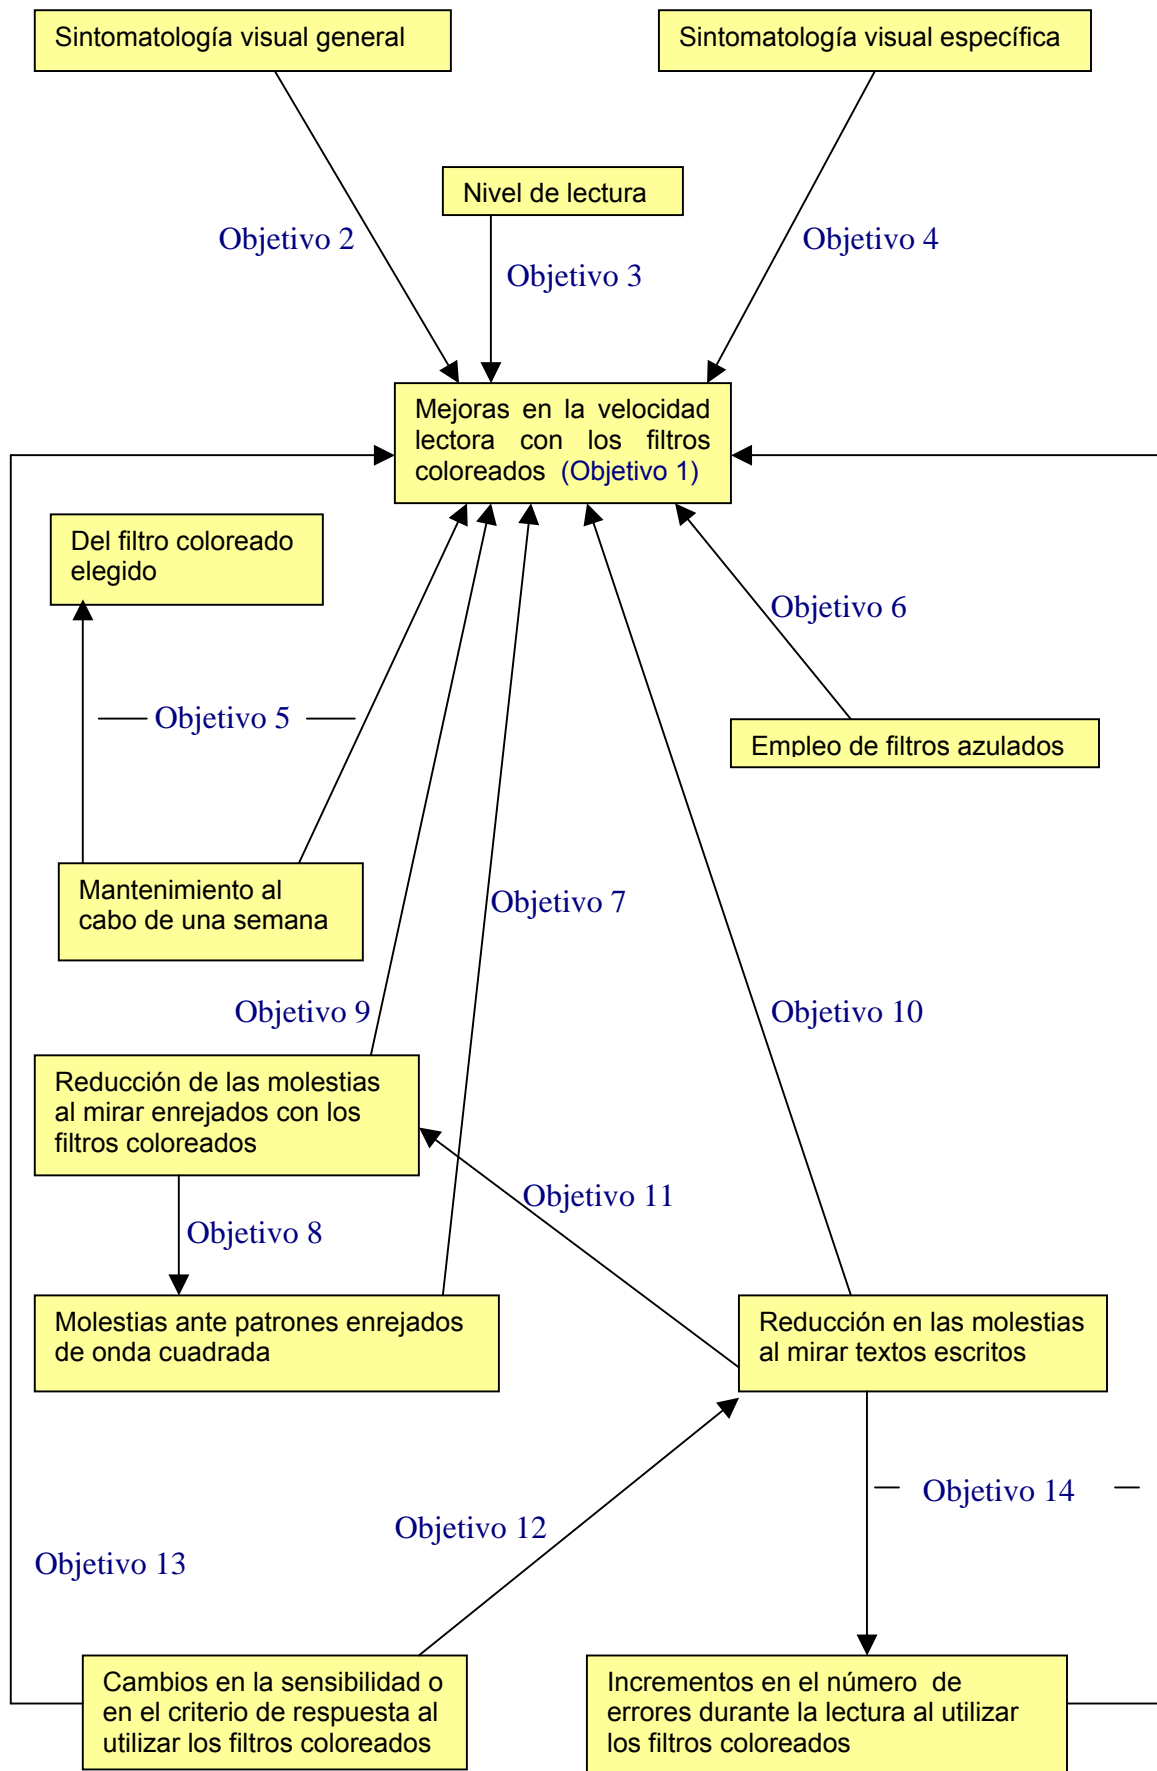 Sintomatología visual general
Sintomatología visual específica
Nivel de lectura
Objetivo 2
Objetivo 4
Objetivo 3
Mejoras en la velocidad
lectora con los filtros
coloreados (Objetivo 1)
Del filtro coloreado
elegido
Objetivo 6
Objetivo 5
Empleo de filtros azulados
Mantenimiento al
cabo de una semana
Objetivo 7
Objetivo 9
Objetivo 10
Reducción de las molestias
al mirar enrejados con los
filtros coloreados
Objetivo 11
Objetivo 8
Molestias ante patrones enrejados
de onda cuadrada
Reducción en las molestias
al mirar textos escritos
Objetivo 14
Objetivo 12
Objetivo 13
Cambios en la sensibilidad o
en el criterio de respuesta al
utilizar los filtros coloreados
Incrementos en el número de
errores durante la lectura al utilizar
los filtros coloreados